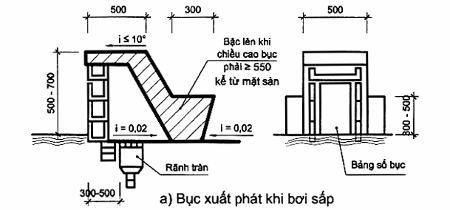 500
300
500
i ≤ 10°
Bậc lên khi
chiều cao bục
phải ≥ 550
kể từ mặt sàn
500 - 700
i = 0,02
i = 0,02
300 - 500
Rãnh tràn
Bảng số bục
300-500
a) Bục xuất phát khi bơi sấp